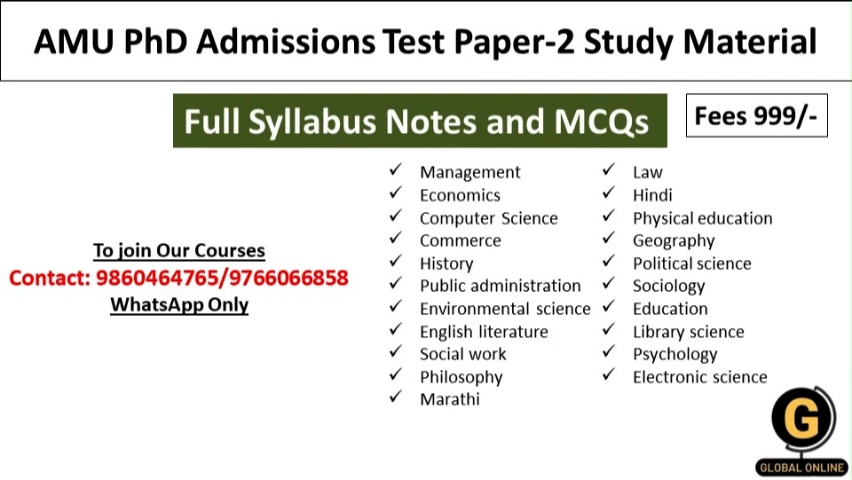 AMU PhD Admissions Test Paper-2 Study Material
Full Syllabus Notes and MCQs
Fees 999/-
To join Our Courses
Contact: 9860464765/9766066858
WhatsApp Only
✓ Management
✓ Economics
✓ Computer Science
✓ Commerce
✓ History
✓ Public administration
✓ Environmental science
✓ English literature
✓ Social work
✓ Philosophy
✓ Marathi
✓ Law
✓ Hindi
✓ Physical education
✓ Geography
✓ Political science
✓ Sociology
✓ Education
✓ Library science
✓ Psychology
✓ Electronic science
G
GLOBAL ONLINE